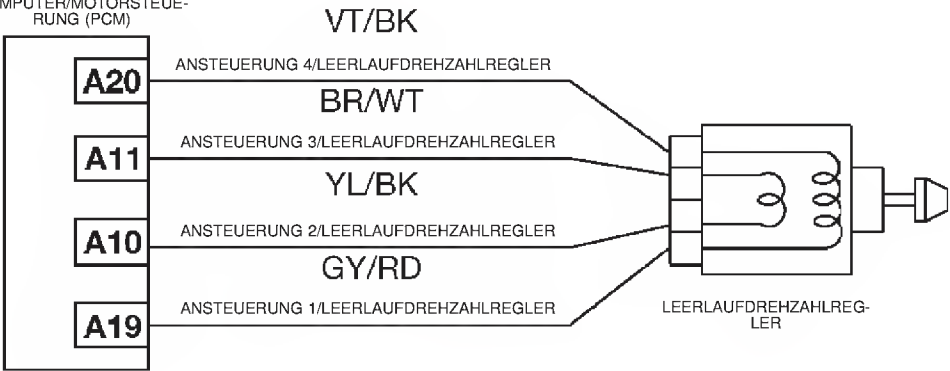 MPUTER/MOTORSTEUE-
RUNG (PCM)
VT/BK
A20
ANSTEUERUNG 4/LEERLAUFDREHZAHLREGLER
BR/WT
A11
ANSTEUERUNG 3/LEERLAUFDREHZAHLREGLER
YL/BK
A10
ANSTEUERUNG 2/LEERLAUFDREHZAHLREGLER
GY/RD
A19
ANSTEUERUNG 1/LEERLAUFDREHZAHLREGLER
LEERLAUFDREHZAHLREG-
LER